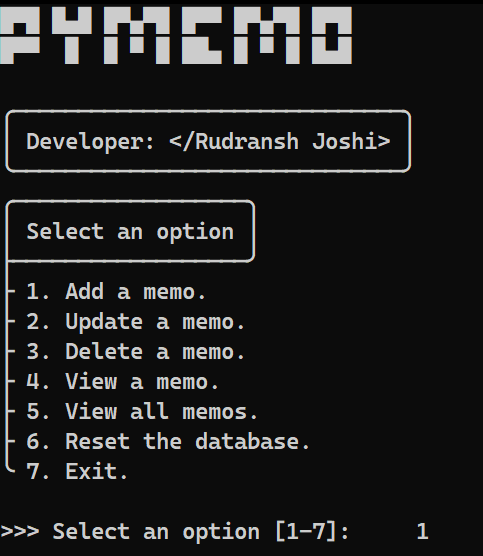 PYMEMO
Developer: </Rudransh Joshi>
Select an option
1. Add a memo.
2. Update a memo.
3. Delete a memo.
4. View a memo.
5. View all memos.
6. Reset the database.
7. Exit.
>>> Select an option [1-7]: 1